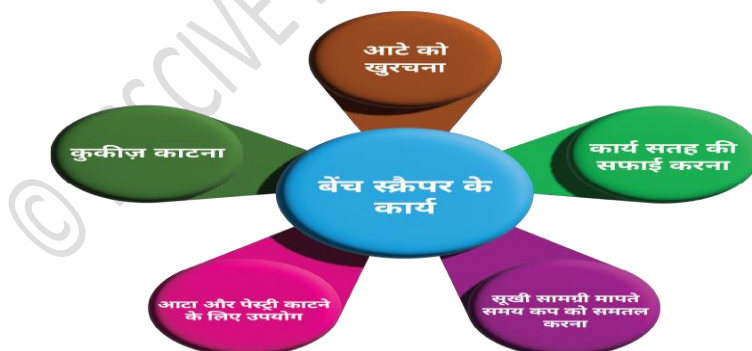 आटे को
खुरचना
कुकीज़ काटना
कार्य सतह की
सफाई करना
बेंच स्क्रैपर के
कार्य
आटा और पेस्ट्री काटने
के लिए उपयोग
सूखी सामग्री मापते
समय कप को समतल
करना
©